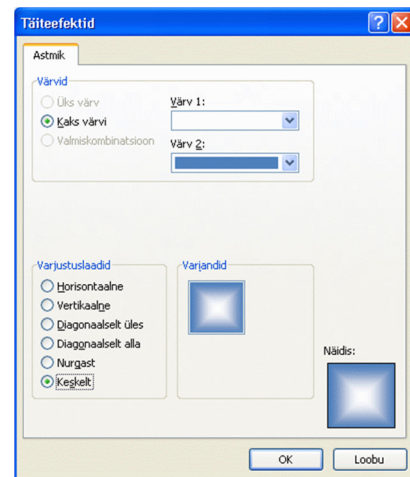 Täiteefektid
Astmik
Värvid
Üks värv
Kaks värvi
Valmiskombinatsioon
Värv 1:
Värv 2:
Varjustuslaadid
Horisontaalne
Vertikaalne
Diagonaalselt üles
Diagonaalselt alla
Nurgast
Keskelt
Variandid
Näidis:
OK
Loobu